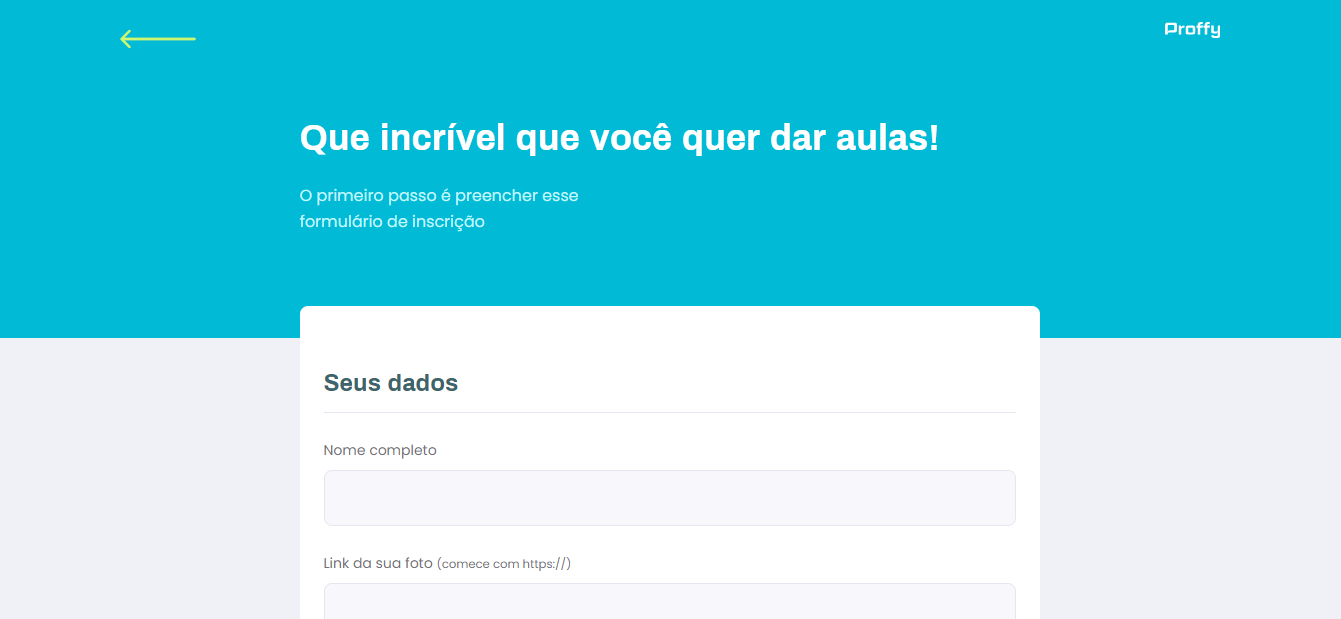 Proffy
Que incrível que você quer dar aulas!
O primeiro passo é preencher esse
formulário de inscrição
Seus dados
Nome completo
Link da sua foto (comece com https://)